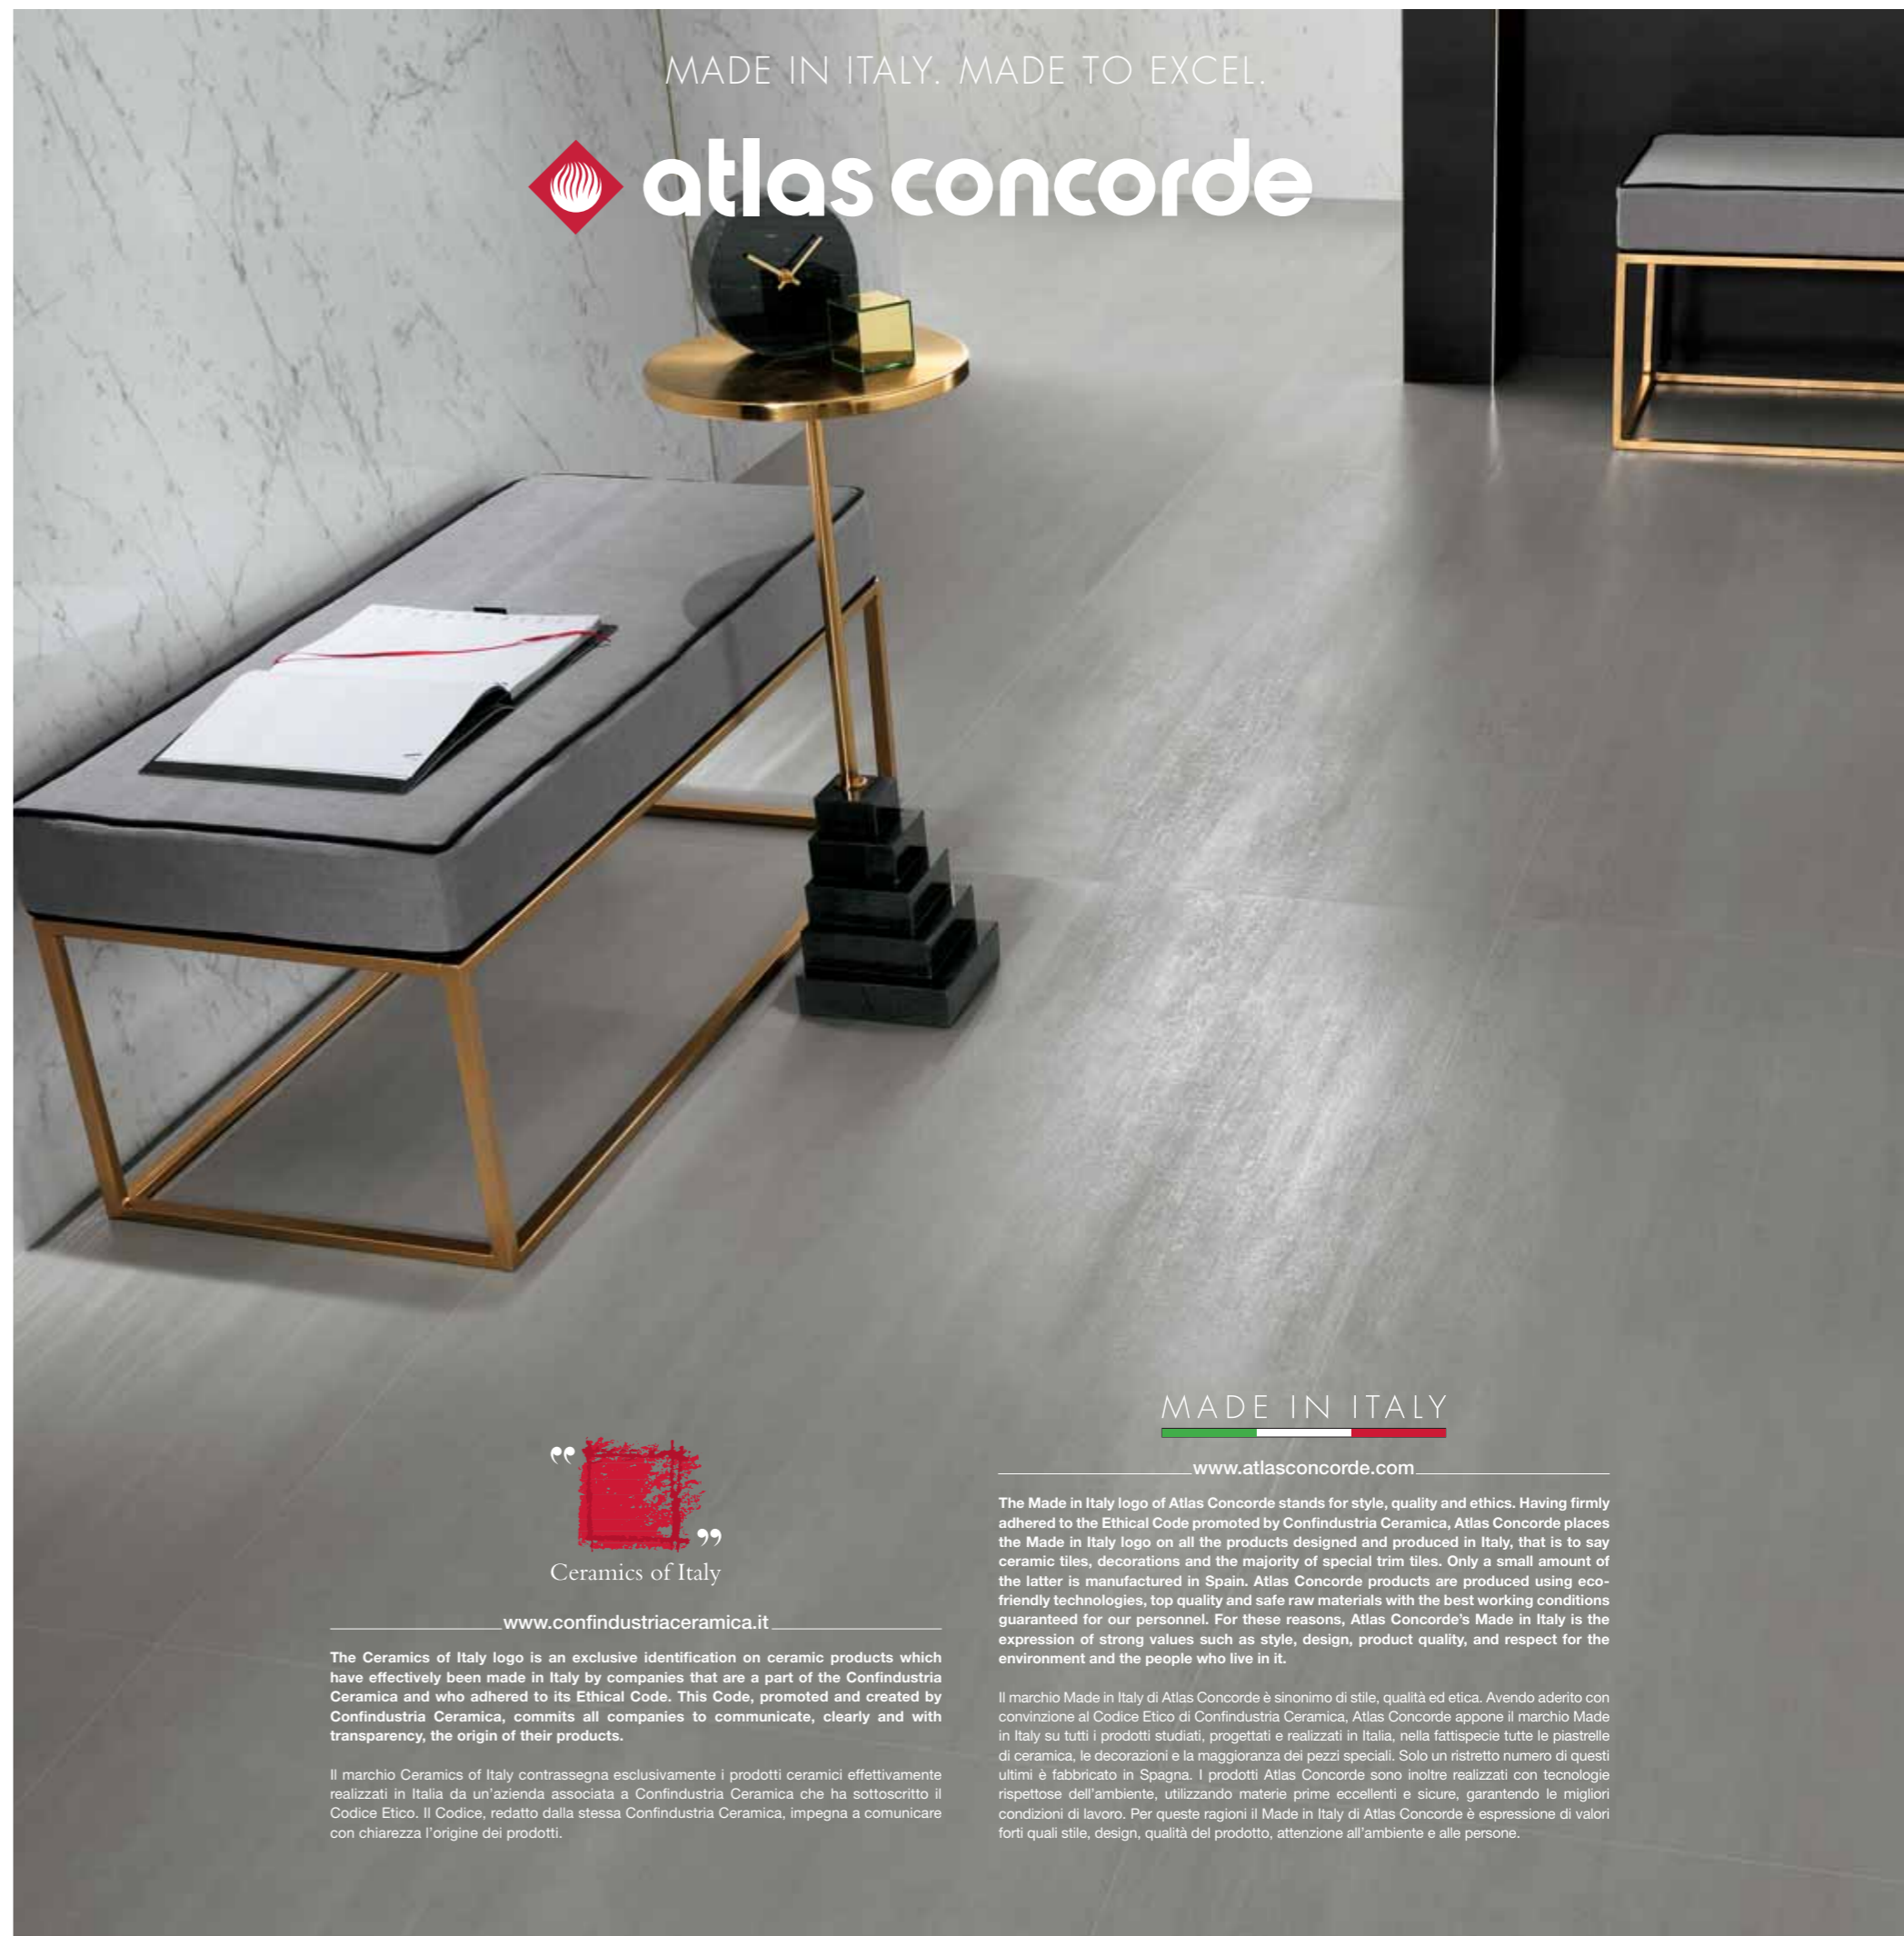 MADE IN ITALY. MADE TO EXCEL.
atlas concorde
Ceramics of Italy
www.confindustriaceramica.it
The Ceramics of Italy logo is an exclusive identification on ceramic products which
have effectively been made in Italy by companies that are a part of the Confindustria
Ceramica and who adhered to its Ethical Code. This Code, promoted and created by
Confindustria Ceramica, commits all companies to communicate, clearly and with
transparency, the origin of their products.
Il marchio Ceramics of Italy contrassegna esclusivamente i prodotti ceramici effettivamente
realizzati in Italia da un'azienda associata a Confindustria Ceramica che ha sottoscritto il
Codice Etico. Il Codice, redatto dalla stessa Confindustria Ceramica, impegna a comunicare
con chiarezza l'origine dei prodotti.
MADE IN ITALY
www.atlasconcorde.com
The Made in Italy logo of Atlas Concorde stands for style, quality and ethics. Having firmly
adhered to the Ethical Code promoted by Confindustria Ceramica, Atlas Concorde places
the Made in Italy logo on all the products designed and produced in Italy, that is to say
ceramic tiles, decorations and the majority of special trim tiles. Only a small amount of
the latter is manufactured in Spain. Atlas Concorde products are produced using eco-
friendly technologies, top quality and safe raw materials with the best working conditions
guaranteed for our personnel. For these reasons, Atlas Concorde's Made in Italy is the
expression of strong values such as style, design, product quality, and respect for the
environment and the people who live in it.
Il marchio Made in Italy di Atlas Concorde è sinonimo di stile, qualità ed etica. Avendo aderito con
convinzione al Codice Etico di Confindustria Ceramica, Atlas Concorde appone il marchio Made
in Italy su tutti i prodotti studiati, progettati e realizzati in Italia, nella fattispecie tutte le piastrelle
di ceramica, le decorazioni e la maggioranza dei pezzi speciali. Solo un ristretto numero di questi
ultimi è fabbricato in Spagna. I prodotti Atlas Concorde sono inoltre realizzati con tecnologie
rispettose dell'ambiente, utilizzando materie prime eccellenti e sicure, garantendo le migliori
condizioni di lavoro. Per queste ragioni il Made in Italy di Atlas Concorde è espressione di valori
forti quali stile, design, qualità del prodotto, attenzione all'ambiente e alle persone.